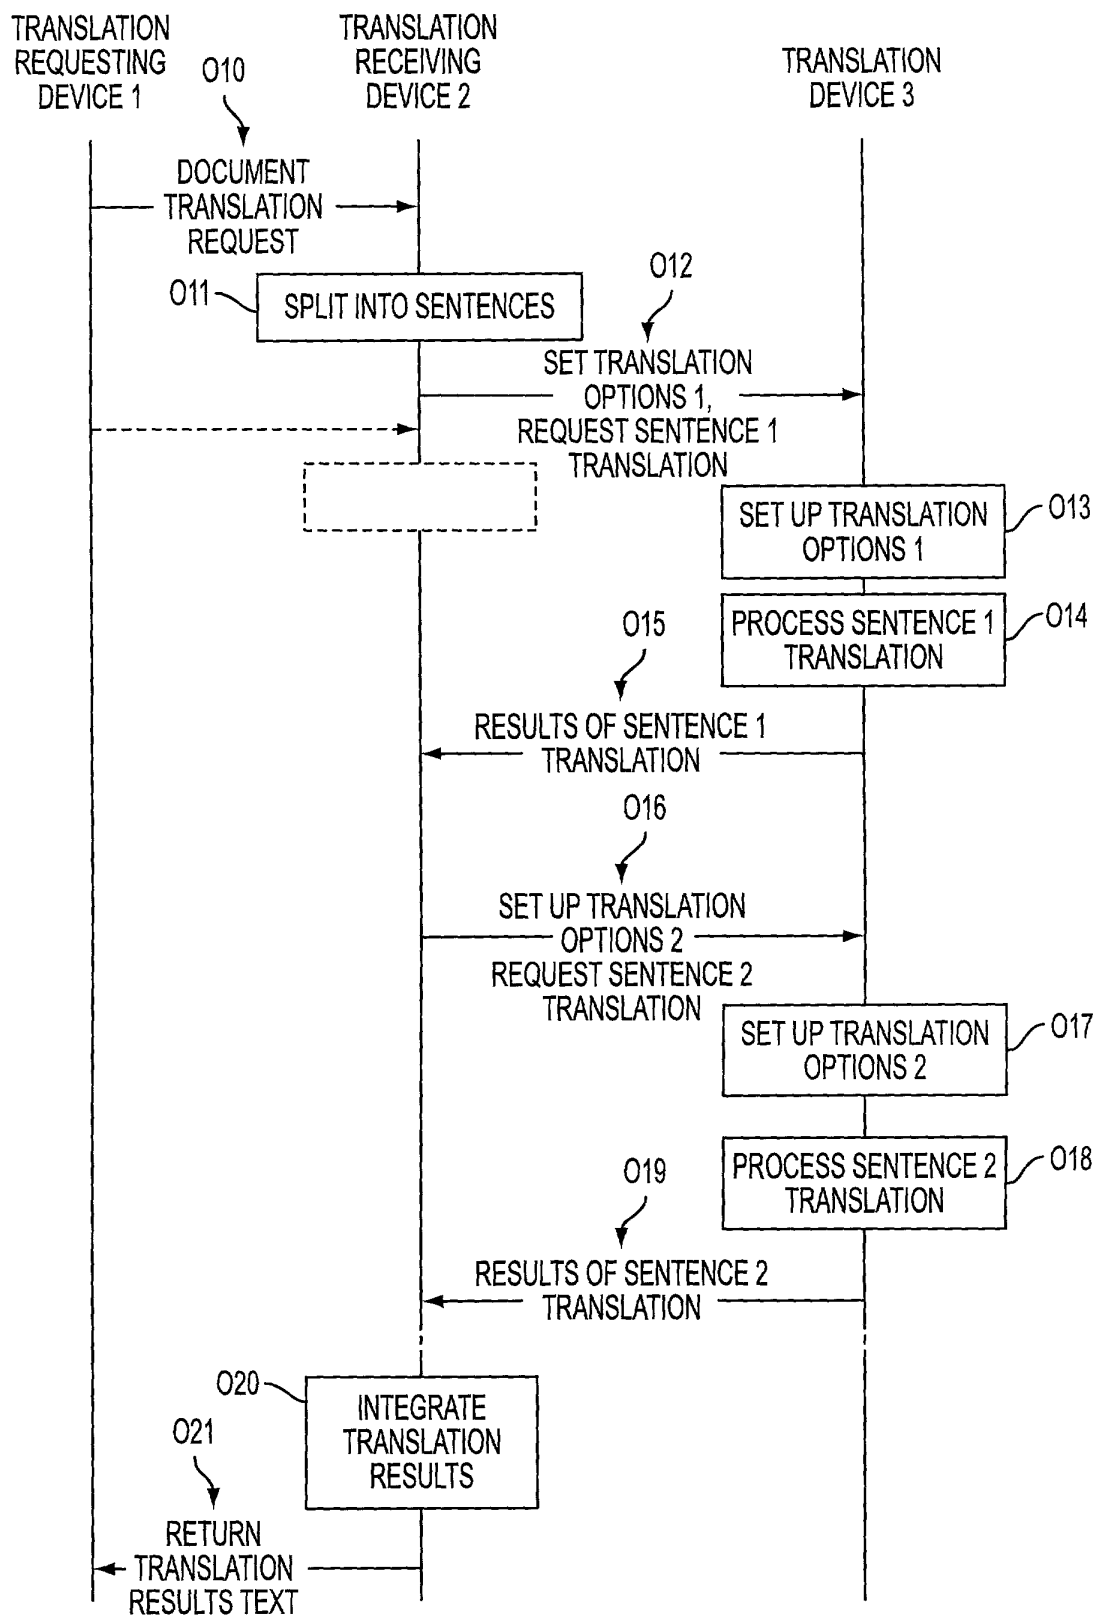 TRANSLATION
REQUESTING
DEVICE 1
TRANSLATION
RECEIVING
DEVICE 2
TRANSLATION
DEVICE 3
O10
DOCUMENT
TRANSLATION
REQUEST
O11
SPLIT INTO SENTENCES
O12
SET TRANSLATION
OPTIONS 1,
REQUEST SENTENCE 1
TRANSLATION
SET UP TRANSLATION
OPTIONS 1
O13
PROCESS SENTENCE 1
TRANSLATION
O14
O15
RESULTS OF SENTENCE 1
TRANSLATION
O16
SET UP TRANSLATION
OPTIONS 2
REQUEST SENTENCE 2
TRANSLATION
SET UP TRANSLATION
OPTIONS 2
O17
PROCESS SENTENCE 2
TRANSLATION
O18
O19
RESULTS OF SENTENCE 2
TRANSLATION
O20
INTEGRATE
TRANSLATION
RESULTS
O21
RETURN
TRANSLATION
RESULTS TEXT